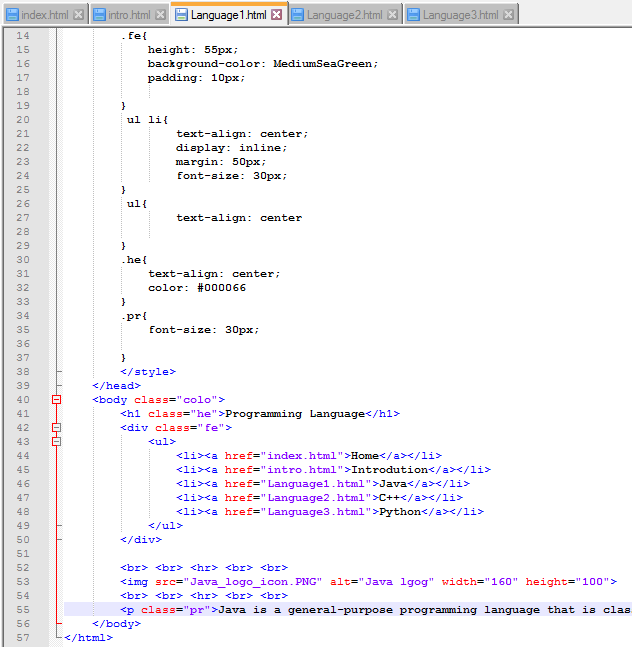 index.html intro.html Language1.html Language2.html Language3.html
14 .fe{
15 height: 55px;
16 background-color: MediumSeaGreen;
17 padding: 10px;
18
19 }
20 ul li{
21 text-align: center;
22 display: inline;
23 margin: 50px;
24 font-size: 30px;
25 }
26 ul{
27 text-align: center
28
29 }
30 .he{
31 text-align: center;
32 color: #000066
33 }
34 .pr{
35 font-size: 30px;
36
37 }
38 </style>
39 </head>
40 <body class="colo">
41 <h1 class="he">Programming Language</h1>
42 <div class="fe">
43 <ul>
44 <li><a href="index.html">Home</a></li>
45 <li><a href="intro.html">Introdution</a></li>
46 <li><a href="Language1.html">Java</a></li>
47 <li><a href="Language2.html">C++</a></li>
48 <li><a href="Language3.html">Python</a></li>
49 </ul>
50 </div>
51
52 <br> <br> <hr> <br> <br>
53 <img src="Java_logo_icon.PNG" alt="Java lgog" width="160" height="100">
54 <br> <br> <hr> <br> <br>
55 <p class="pr">Java is a general-purpose programming language that is clas
56 </body>
57 </html>